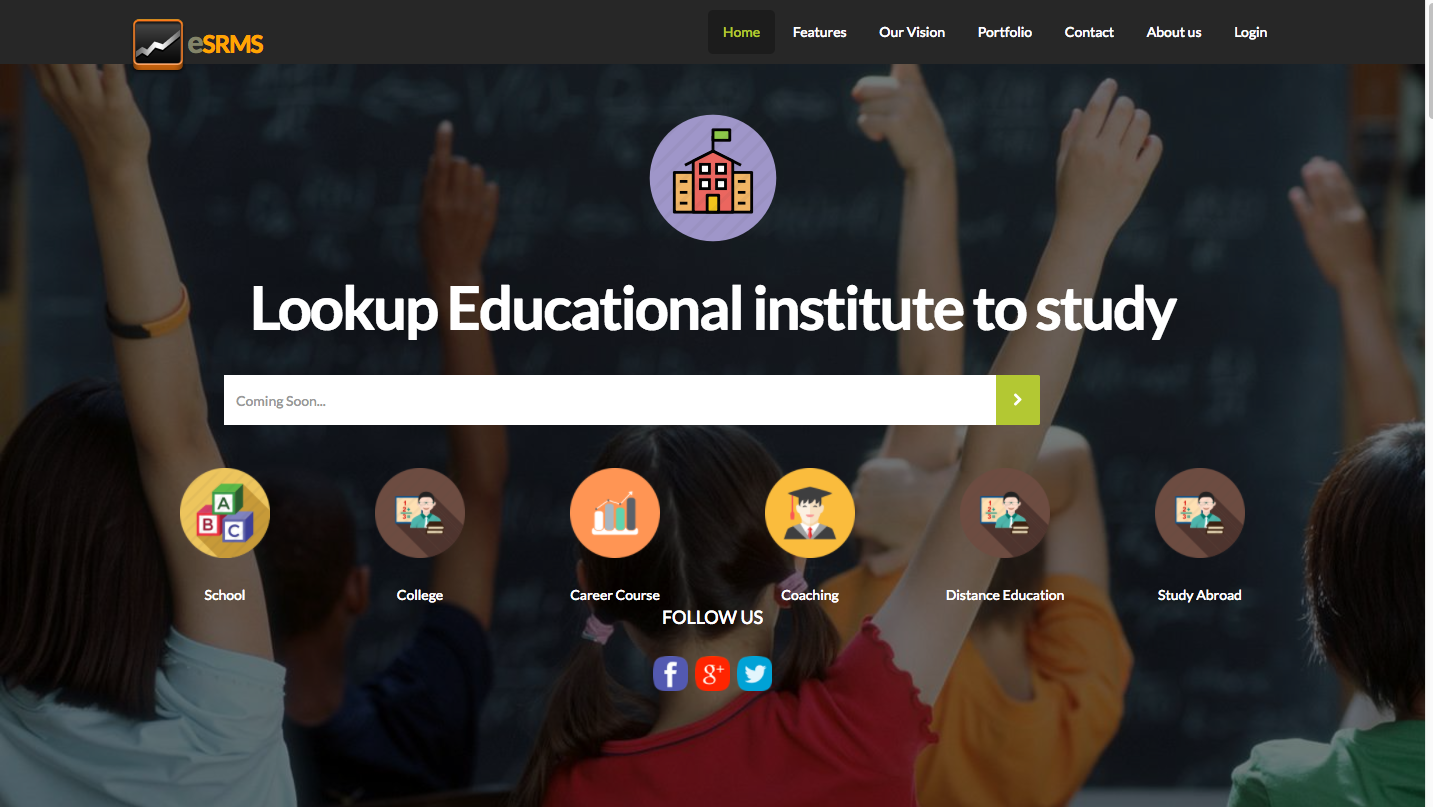 eSRMS
Home Features Our Vision Portfolio Contact About us Login
Lookup Educational institute to study
Coming Soon...
A
B C
School College Career Course Coaching Distance Education Study Abroad
FOLLOW US
f g+